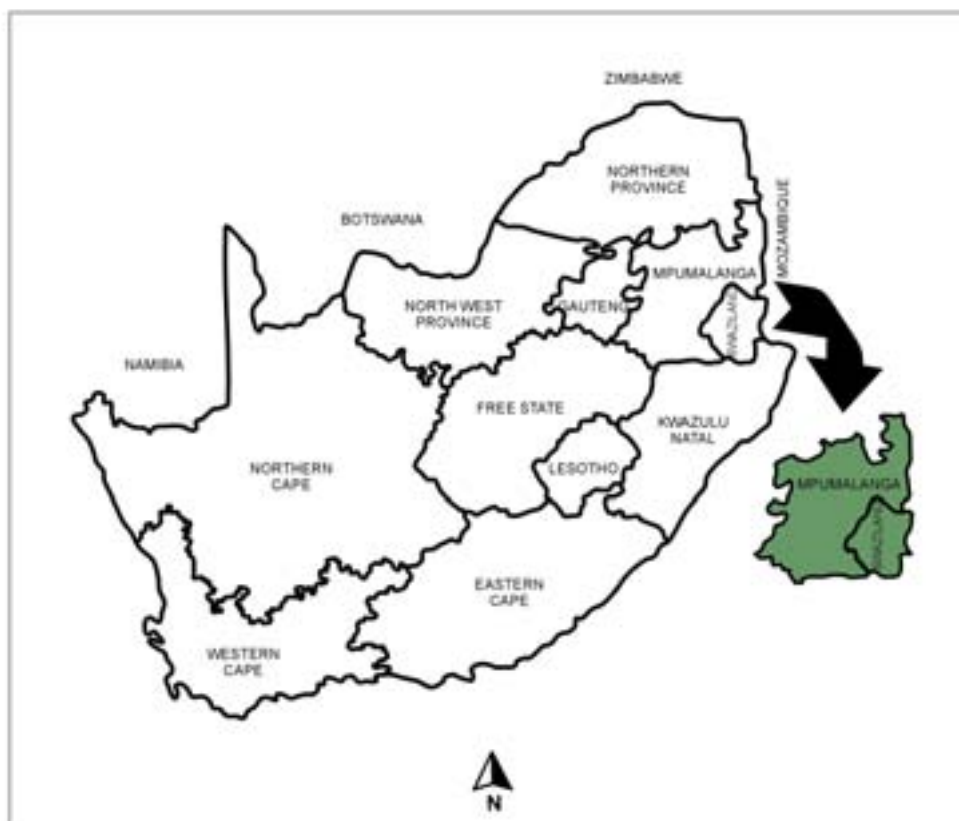 ZIMBABWE
NORTHERN
PROVINCE
MOZAMBIQUE
BOTSWANA
MPUMALANGA
NORTH WEST
PROVINCE
GAUTENG
SWAZILAND
NAMIBIA
FREE STATE
KWAZULU
NATAL
NORTHERN
CAPE
LESOTHO
MPUMALANGA
SWAZILAND
EASTERN
CAPE
WESTERN
CAPE
N